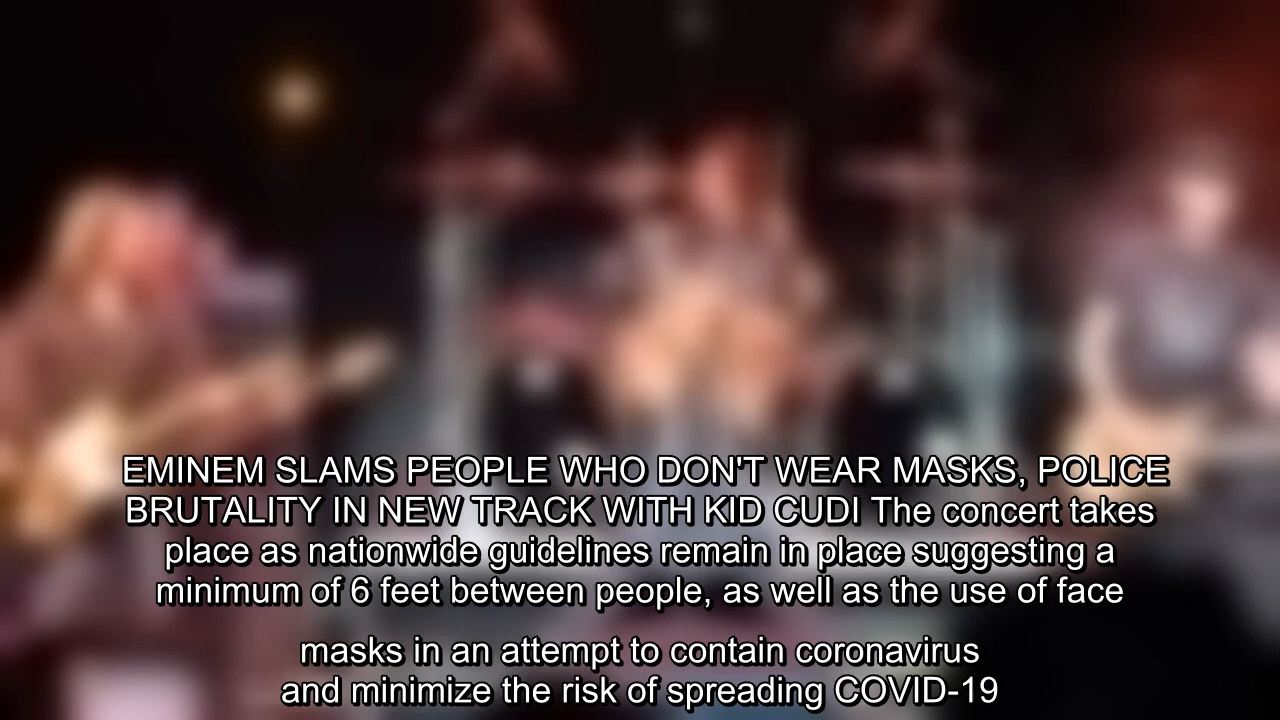 EMINEM SLAMS PEOPLE WHO DON'T WEAR MASKS, POLICE
BRUTALITY IN NEW TRACK WITH KID CUDI The concert takes
place as nationwide guidelines remain in place suggesting a
minimum of 6 feet between people, as well as the use of face
masks in an attempt to contain coronavirus
and minimize the risk of spreading COVID-19